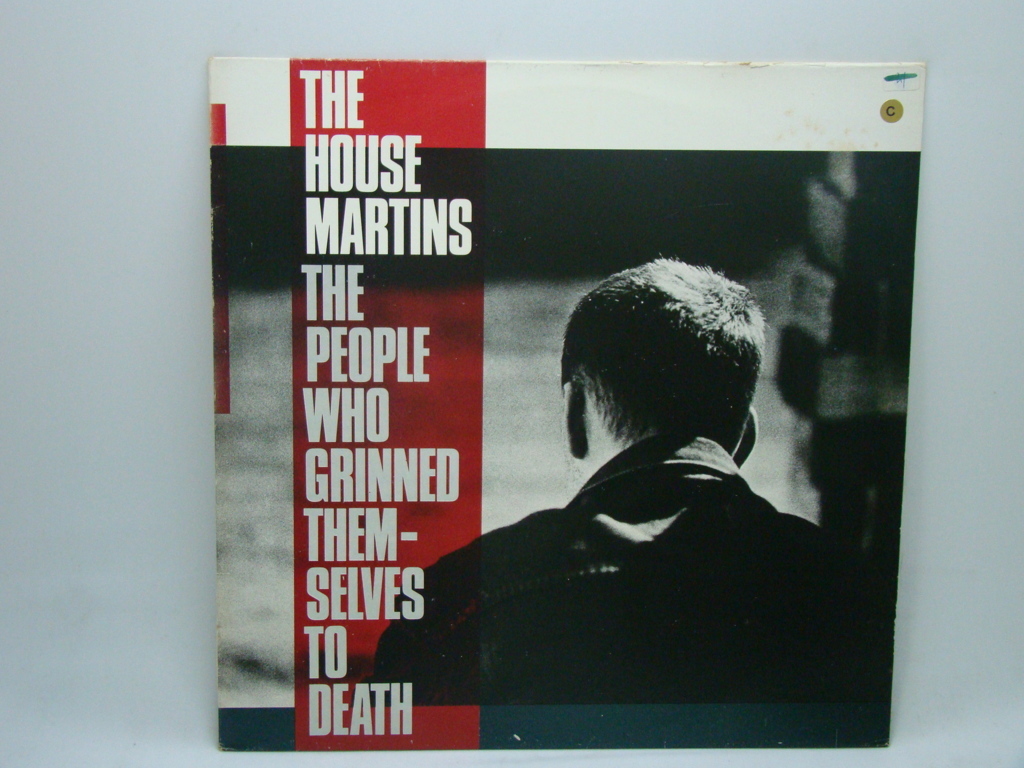 THE
HOUSE
MARTINS
THE
PEOPLE
WHO
GRINNED
THEM-
SELVES
TO
DEATH
C